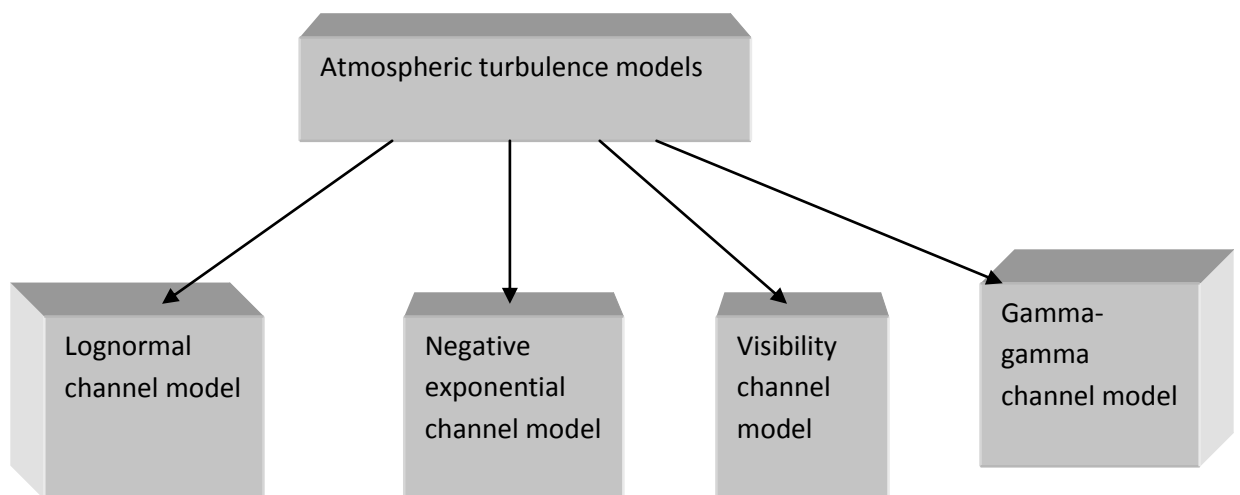 Atmospheric turbulence models
Lognormal
channel model
Negative
exponential
channel model
Visibility
channel
model
Gamma-
gamma
channel model